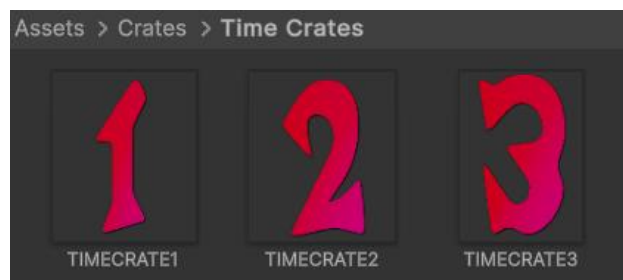 Assets > Crates > Time Crates
1 2 3
TIMECRATE1 TIMECRATE2 TIMECRATE3